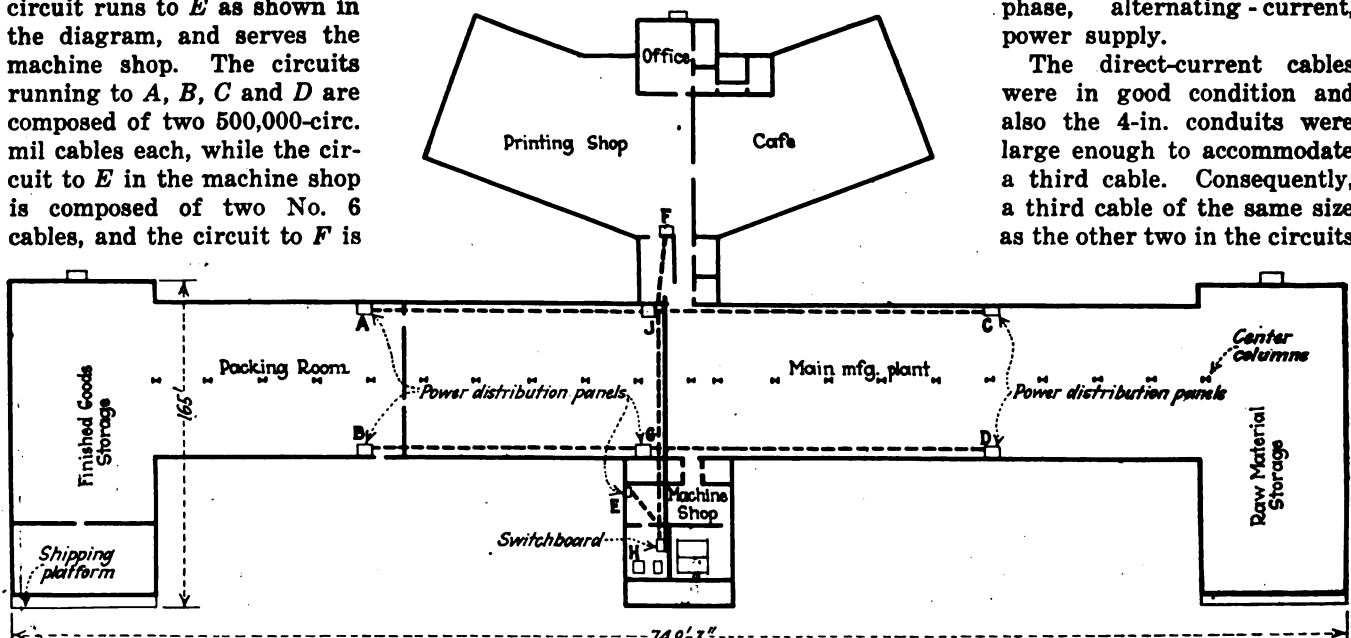 circuit runs to E as shown in
the diagram, and serves the
machine shop. The circuits
running to A, B, C and D are
composed of two 500,000-circ.
mil cables each, while the cir-
cuit to E in the machine shop
is composed of two No. 6
cables, and the circuit to F is
phase, alternating-current,
power supply.
The direct-current cables
were in good condition and
also the 4-in. conduits were
large enough to accommodate
a third cable. Consequently,
a third cable of the same size
as the other two in the circuits
Office
Printing Shop
Cafe
F
A
J
C
Packing Room
Main mfg. plant
Center
columns
Power distribution panels
Power distribution panels
165'
Finished Goods
Storage
B
G
D
Raw Material
Storage
E
Machine
Shop
Switchboard
H
Shipping
platform